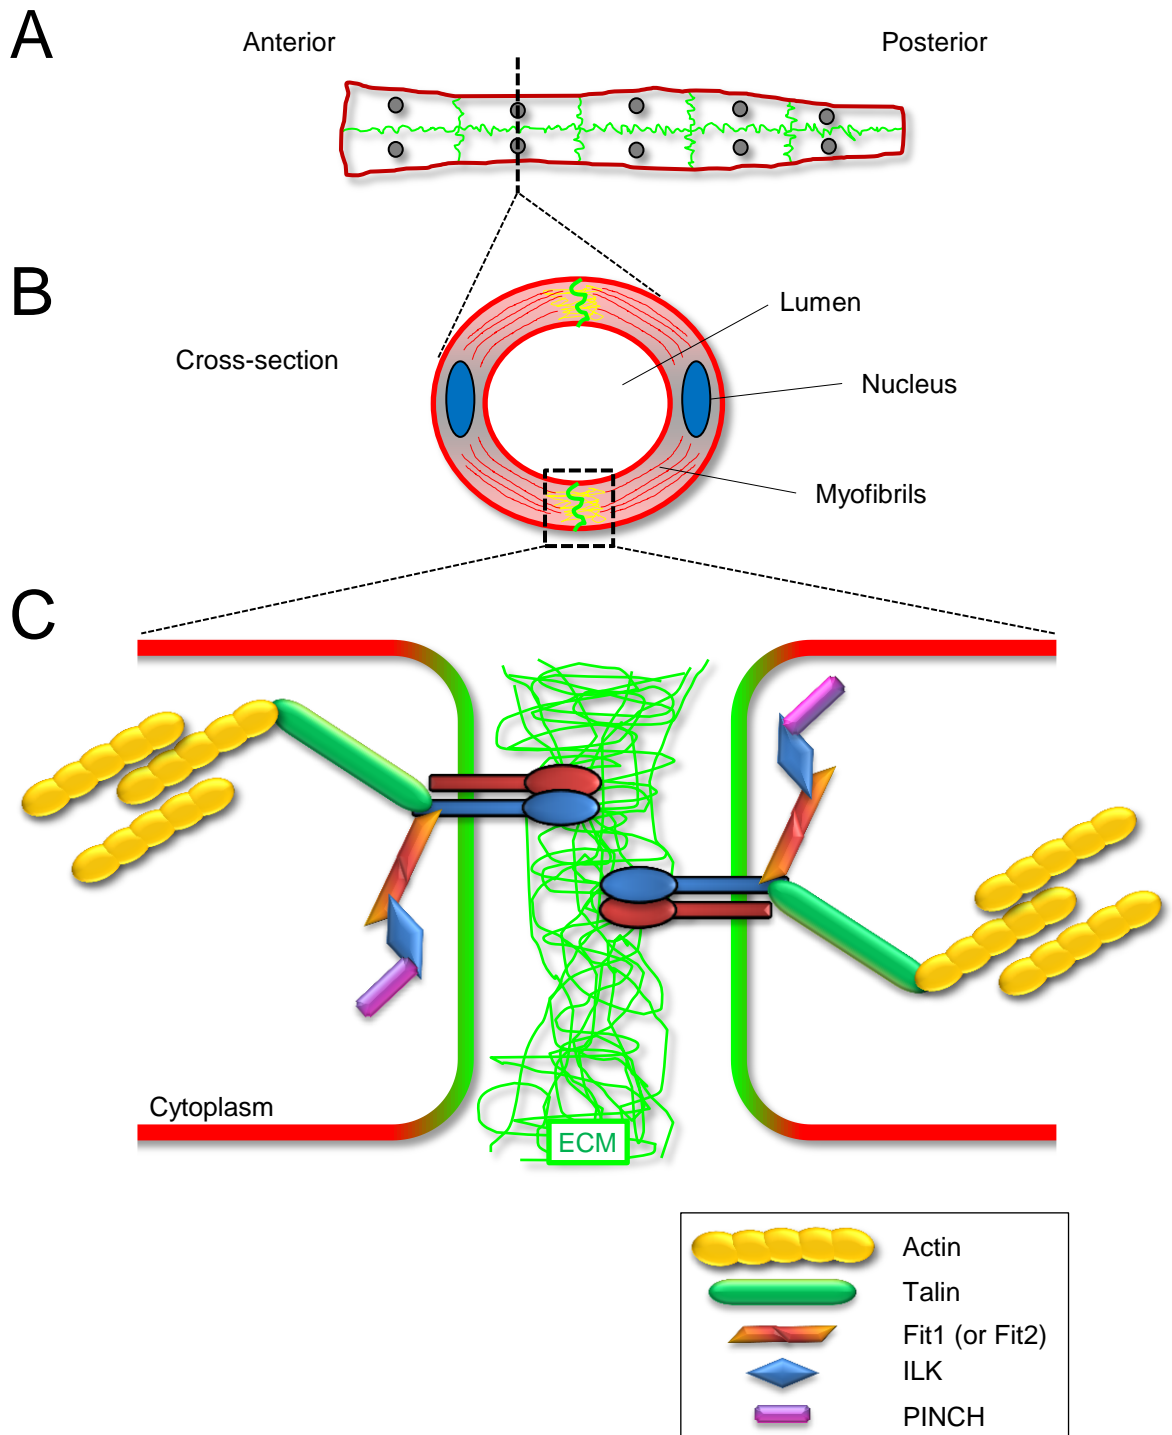 A
Anterior
Posterior
B
Lumen
Cross-section
Nucleus
Myofibrils
C
Cytoplasm
ECM
Actin
Talin
Fit1 (or Fit2)
ILK
PINCH